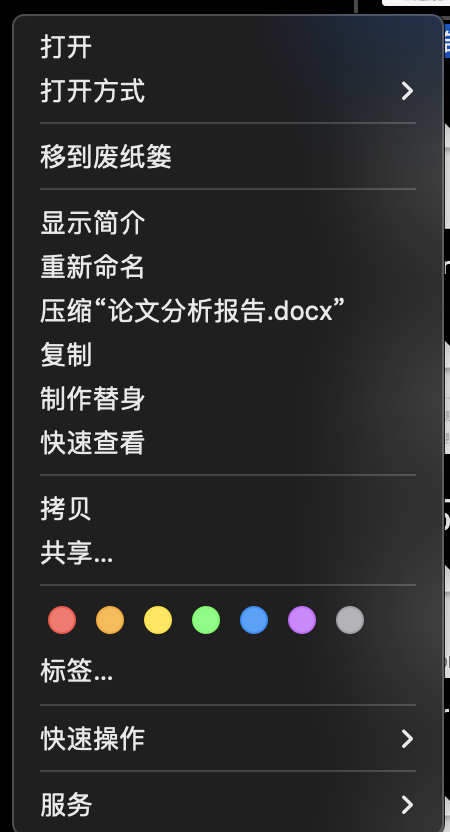 打开
打开方式
移到废纸篓
显示简介
重新命名
压缩“论文分析报告.docx”
复制
制作替身
快速查看
拷贝
共享...
标签...
快速操作
服务